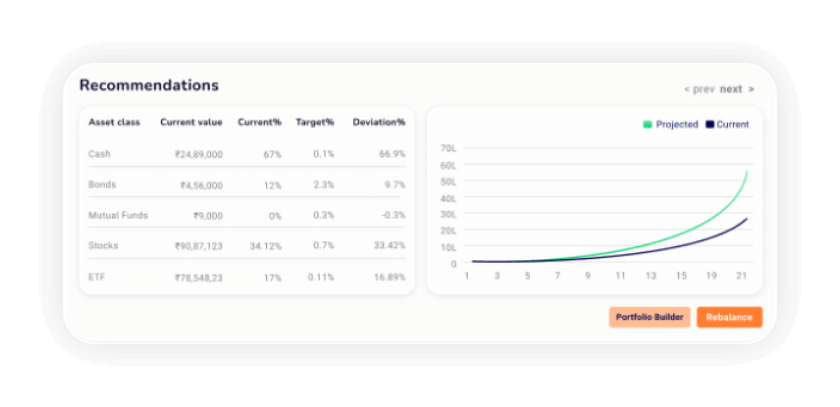 Recommendations
< prev next >
Asset class Current value Current% Target% Deviation%
Cash ₹24,89,000 67% 0.1% 66.9%
Bonds ₹4,56,000 12% 2.3% 9.7%
Mutual Funds ₹9,000 0% 0.3% -0.3%
Stocks ₹90,87,123 34.12% 0.7% 33.42%
ETF ₹78,548,23 17% 0.11% 16.89%
Projected Current
70L
60L
50L
40L
30L
20L
10L
0
1 3 5 7 9 11 13 15 19 21
Portfolio Builder Rebalance